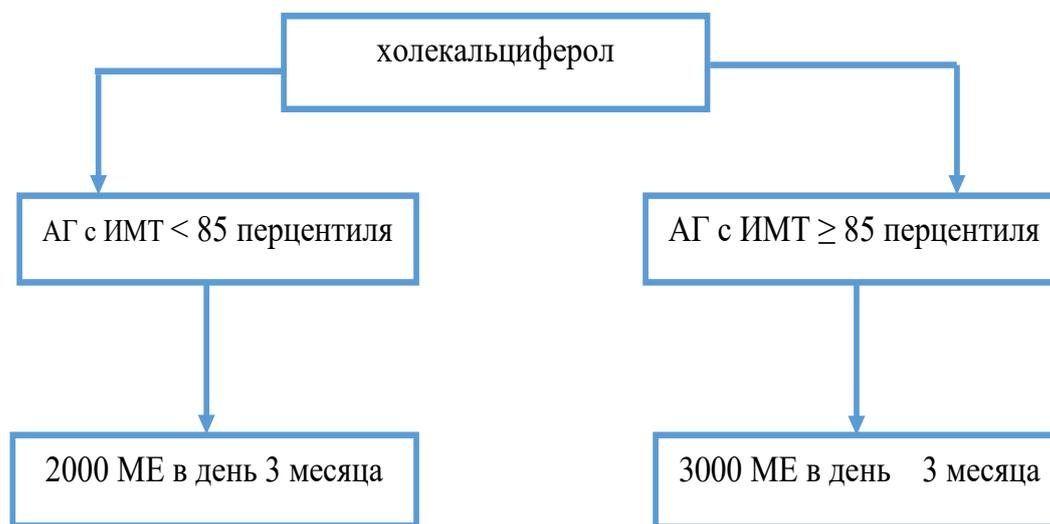 холекальциферол
АГ с ИМТ < 85 перцентиля
АГ с ИМТ ≥ 85 перцентиля
2000 МЕ в день 3 месяца
3000 МЕ в день 3 месяца